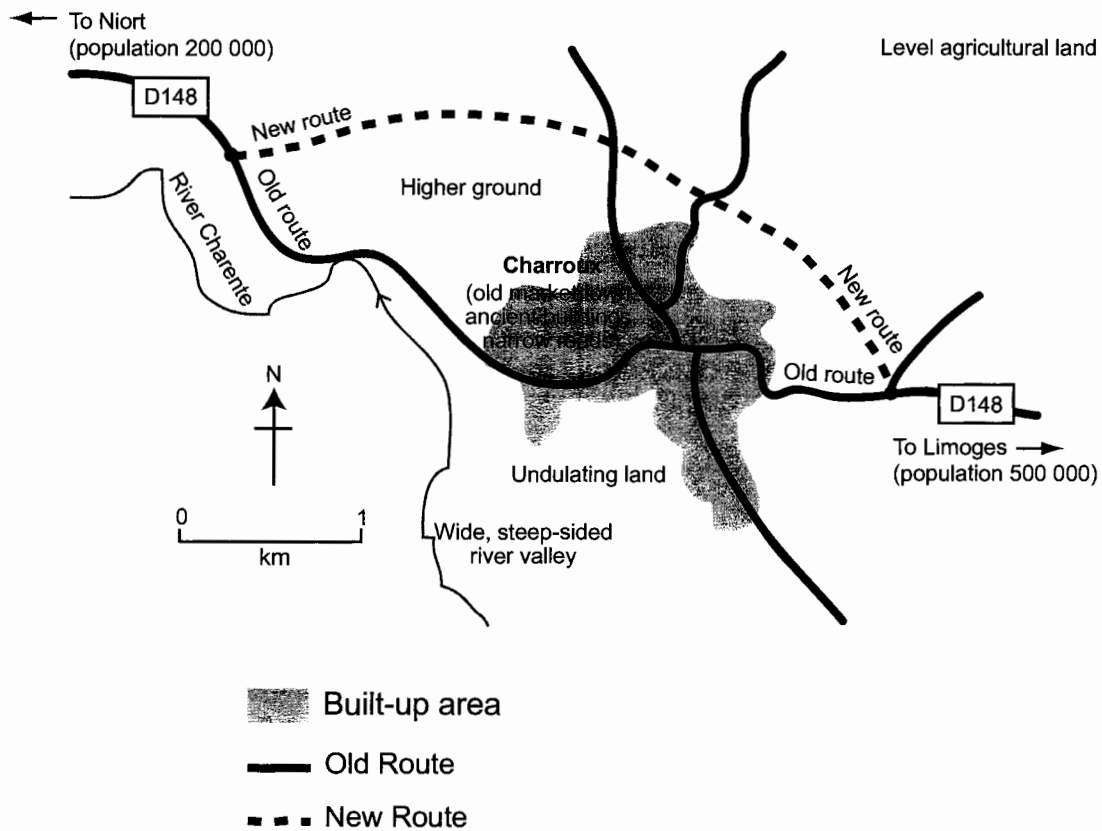 To Niort
(population 200 000)
Level agricultural land
D148
New route
Old route
Higher ground
River Charente
Charroux
(old market town
ancient buildings,
narrow roads)
New route
Old route
N
D148
To Limoges
(population 500 000)
Undulating land
0 1
km
Wide, steep-sided
river valley
Built-up area
Old Route
New Route